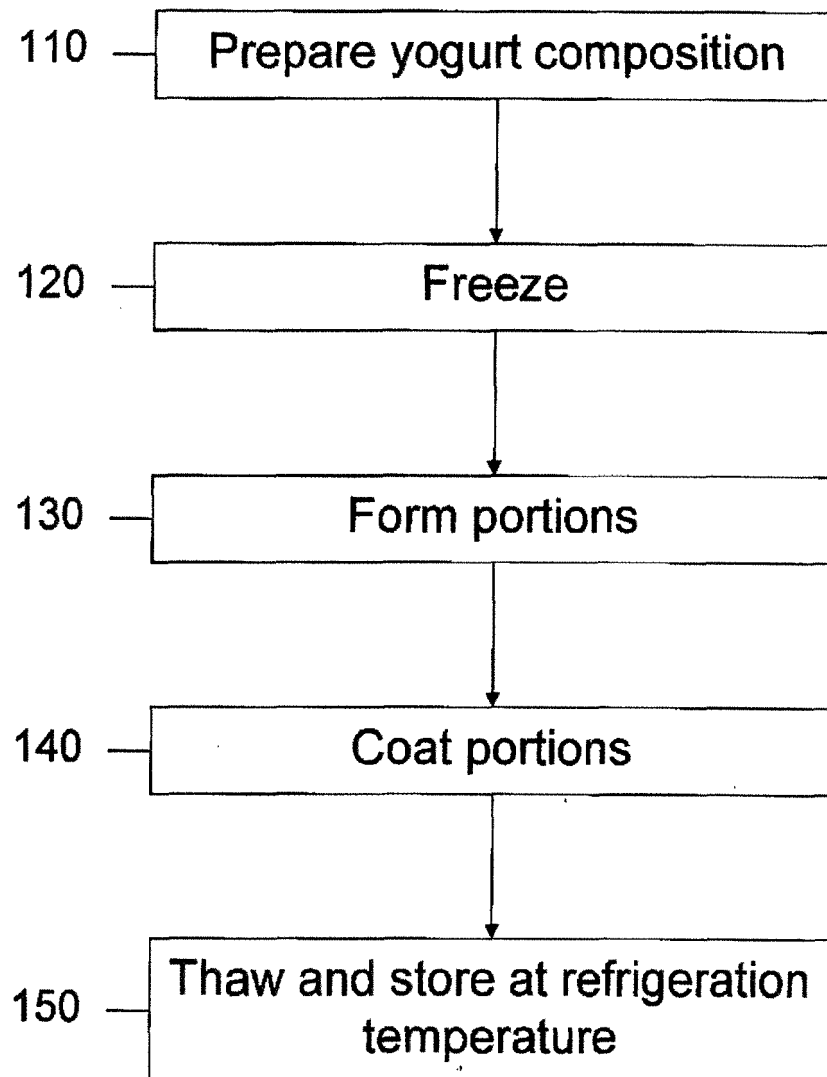 110 Prepare yogurt composition
120 Freeze
130 Form portions
140 Coat portions
150 Thaw and store at refrigeration
temperature